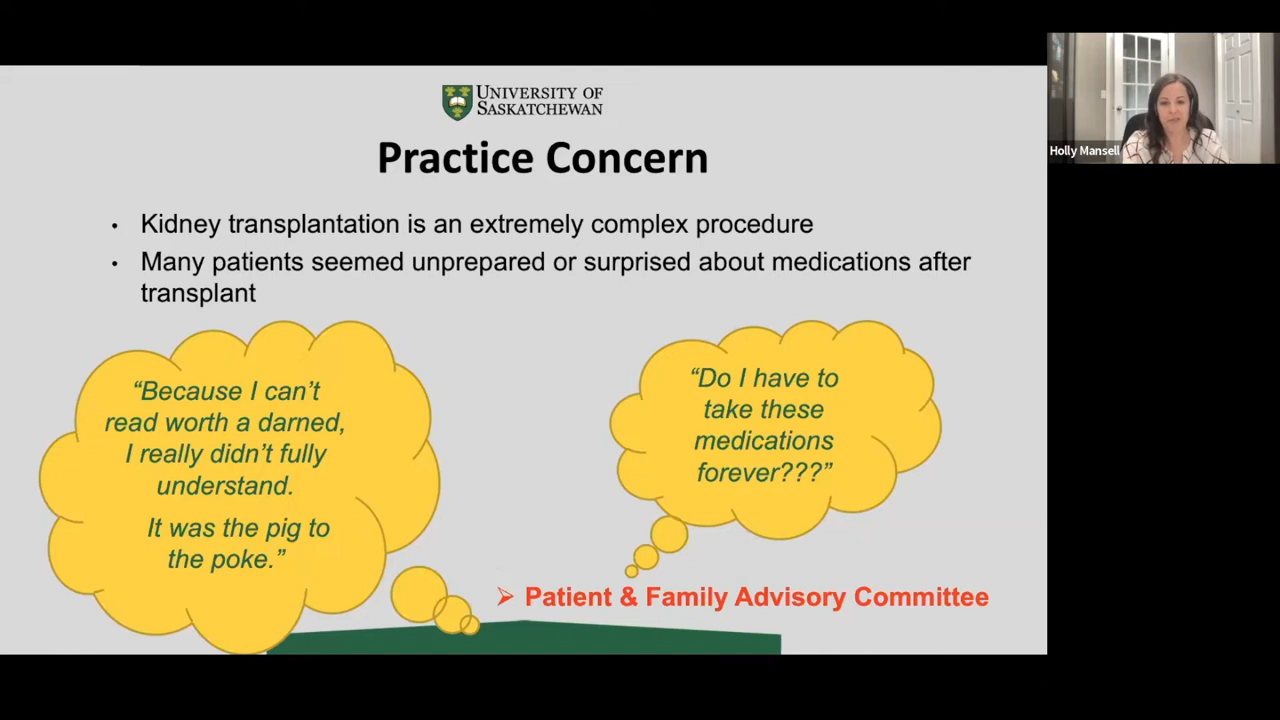 UNIVERSITY OF
SASKATCHEWAN
Practice Concern
• Kidney transplantation is an extremely complex procedure
• Many patients seemed unprepared or surprised about medications after
transplant
“Because I can’t
read worth a darned,
I really didn’t fully
understand.
It was the pig to
the poke.”
“Do I have to
take these
medications
forever???”
➢ Patient & Family Advisory Committee
Holly Mansell